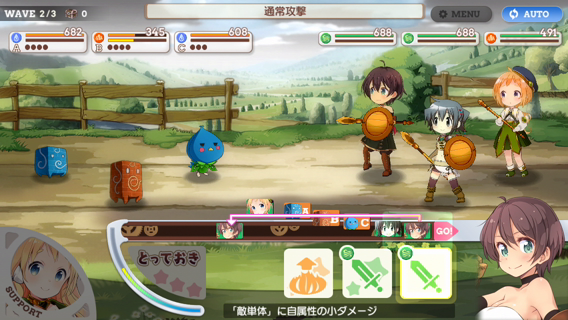 WAVE 2/3 0
通常攻撃
MENU
AUTO
682
345
608
A
B
C
688
688
491
B
C
GO!
とっておき
SUPPORT
「敵単体」に自属性の小ダメージ